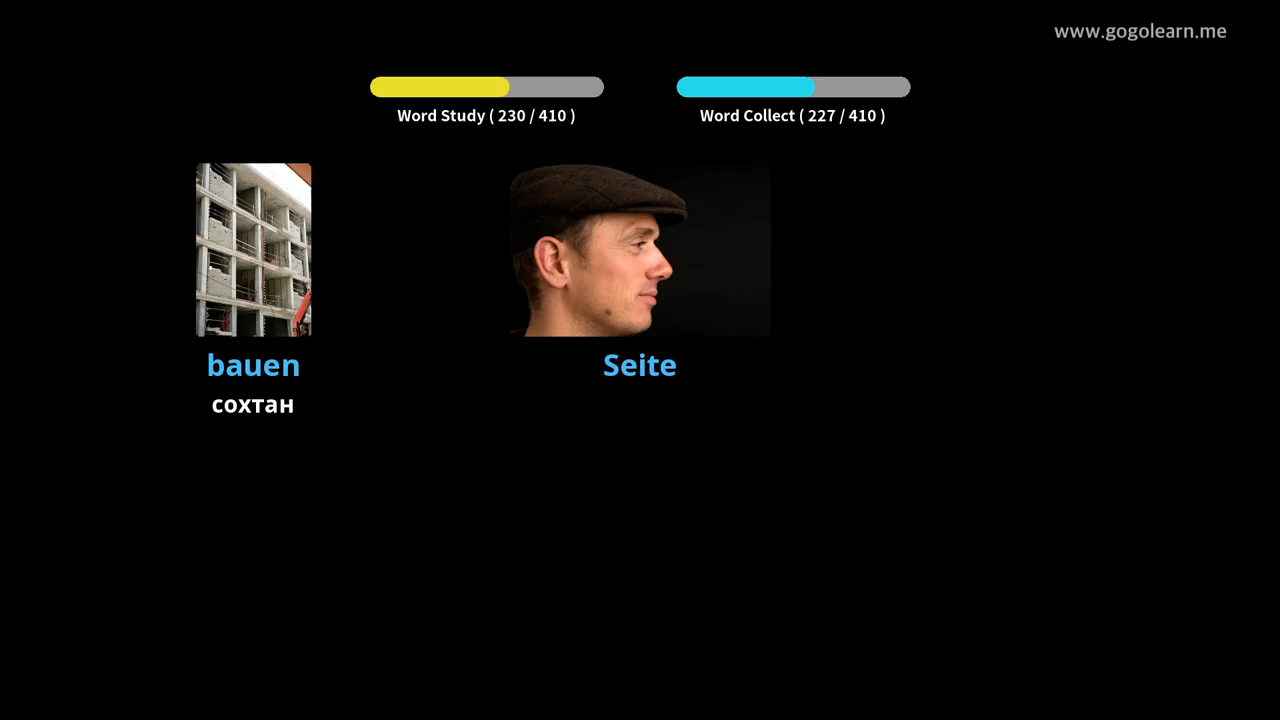 www.gogolearn.me
Word Study ( 230 / 410 )
Word Collect ( 227 / 410 )
bauen
Seite
сохтан